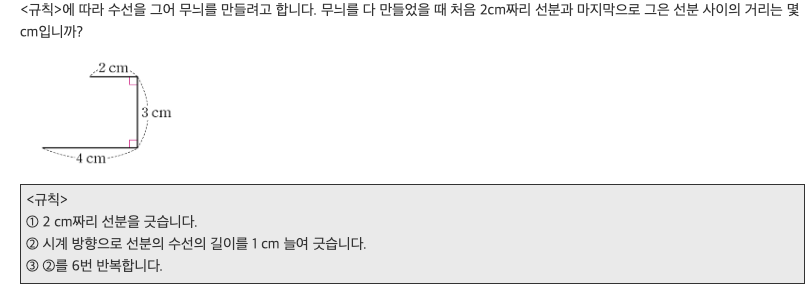 <규칙>에 따라 수선을 그어 무늬를 만들려고 합니다. 무늬를 다 만들었을 때 처음 2cm짜리 선분과 마지막으로 그은 선분 사이의 거리는 몇
cm입니까?
2 cm
3 cm
4 cm
<규칙>
① 2 cm짜리 선분을 긋습니다.
② 시계 방향으로 선분의 수선의 길이를 1 cm 늘여 긋습니다.
③ ②를 6번 반복합니다.